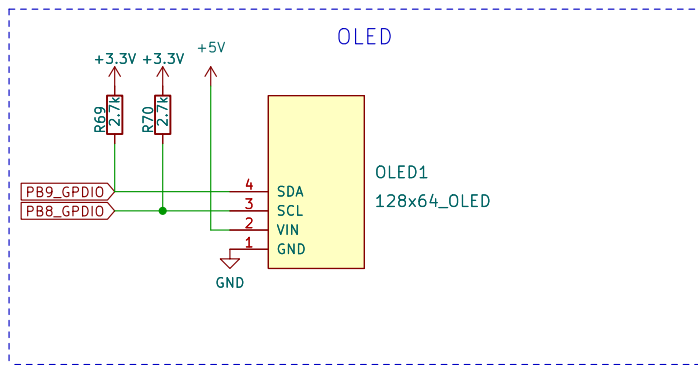 OLED
+5V
+3.3V
+3.3V
R69
2.7k
R70
2.7k
OLED1
128x64_OLED
PB9_GPDIO
4
SDA
PB8_GPDIO
3
SCL
2
VIN
1
GND
GND